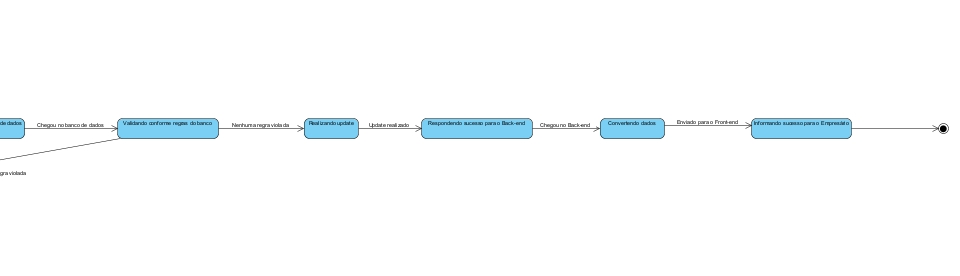 de dados
Chegou no banco de dados
Validando conforme regras do banco
Nenhuma regra violada
Realizando update
Update realizado
Respondendo sucesso para o Back-end
Chegou no Back-end
Convertendo dados
Enviado para o Front-end
Informando sucesso para o Empresário
gra violada